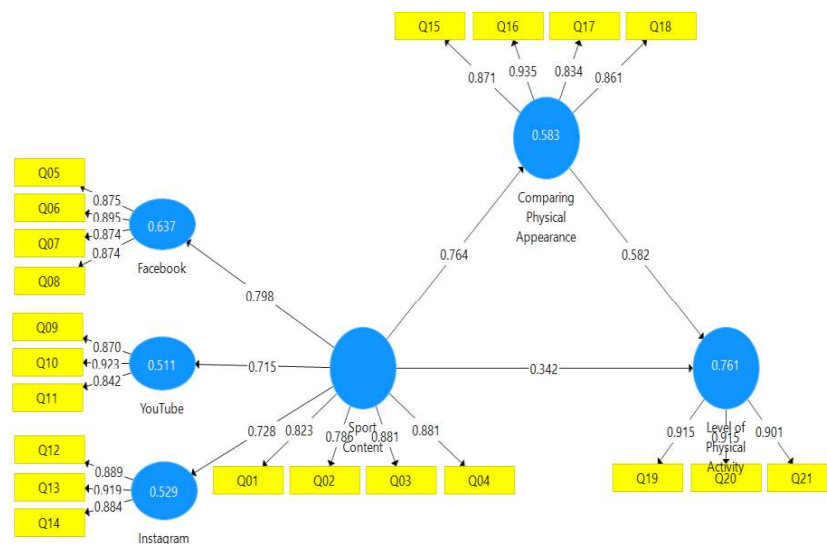 Q15
Q16
Q17
Q18
0.871
0.935
0.834
0.861
0.583
Comparing
Physical
Appearance
Q05
Q06
Q07
Q08
0.875
0.895
0.874
0.874
0.637
Facebook
0.798
0.764
0.582
Q09
Q10
Q11
0.870
0.923
0.842
0.511
YouTube
0.715
0.342
0.761
Level of
Physical
Activity
Sport
Content
0.728
0.823
0.786
0.881
0.881
0.915
0.915
0.901
Q12
Q13
Q14
0.889
0.919
0.884
0.529
Instagram
Q01
Q02
Q03
Q04
Q19
Q20
Q21